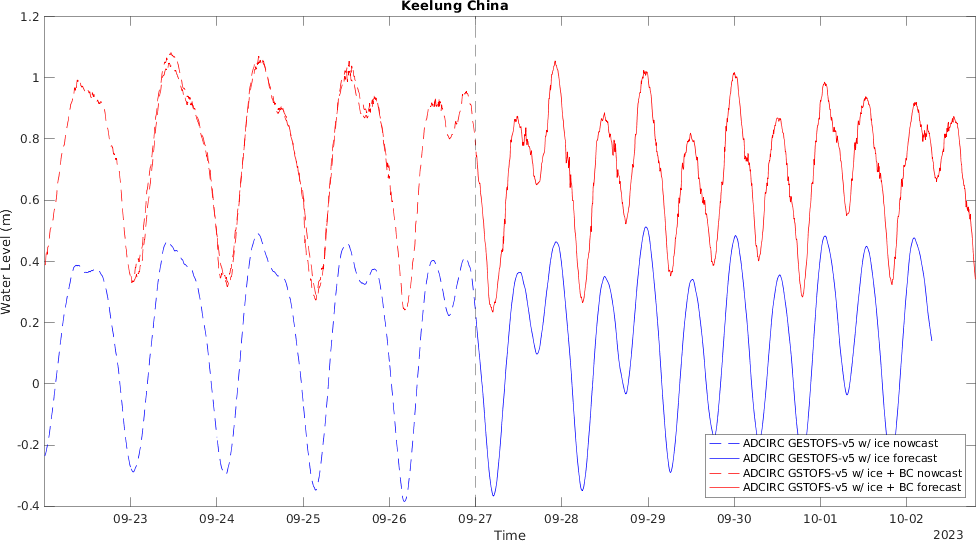 Keelung China
1.2
1
0.8
0.6
0.4
0.2
0
-0.2
-0.4
Water Level (m)
09-23 09-24 09-25 09-26 09-27 09-28 09-29 09-30 10-01 10-02
Time
2023
ADCIRC GESTOFS-v5 w/ ice nowcast
ADCIRC GESTOFS-v5 w/ ice forecast
ADCIRC GSTOFS-v5 w/ ice + BC nowcast
ADCIRC GSTOFS-v5 w/ ice + BC forecast